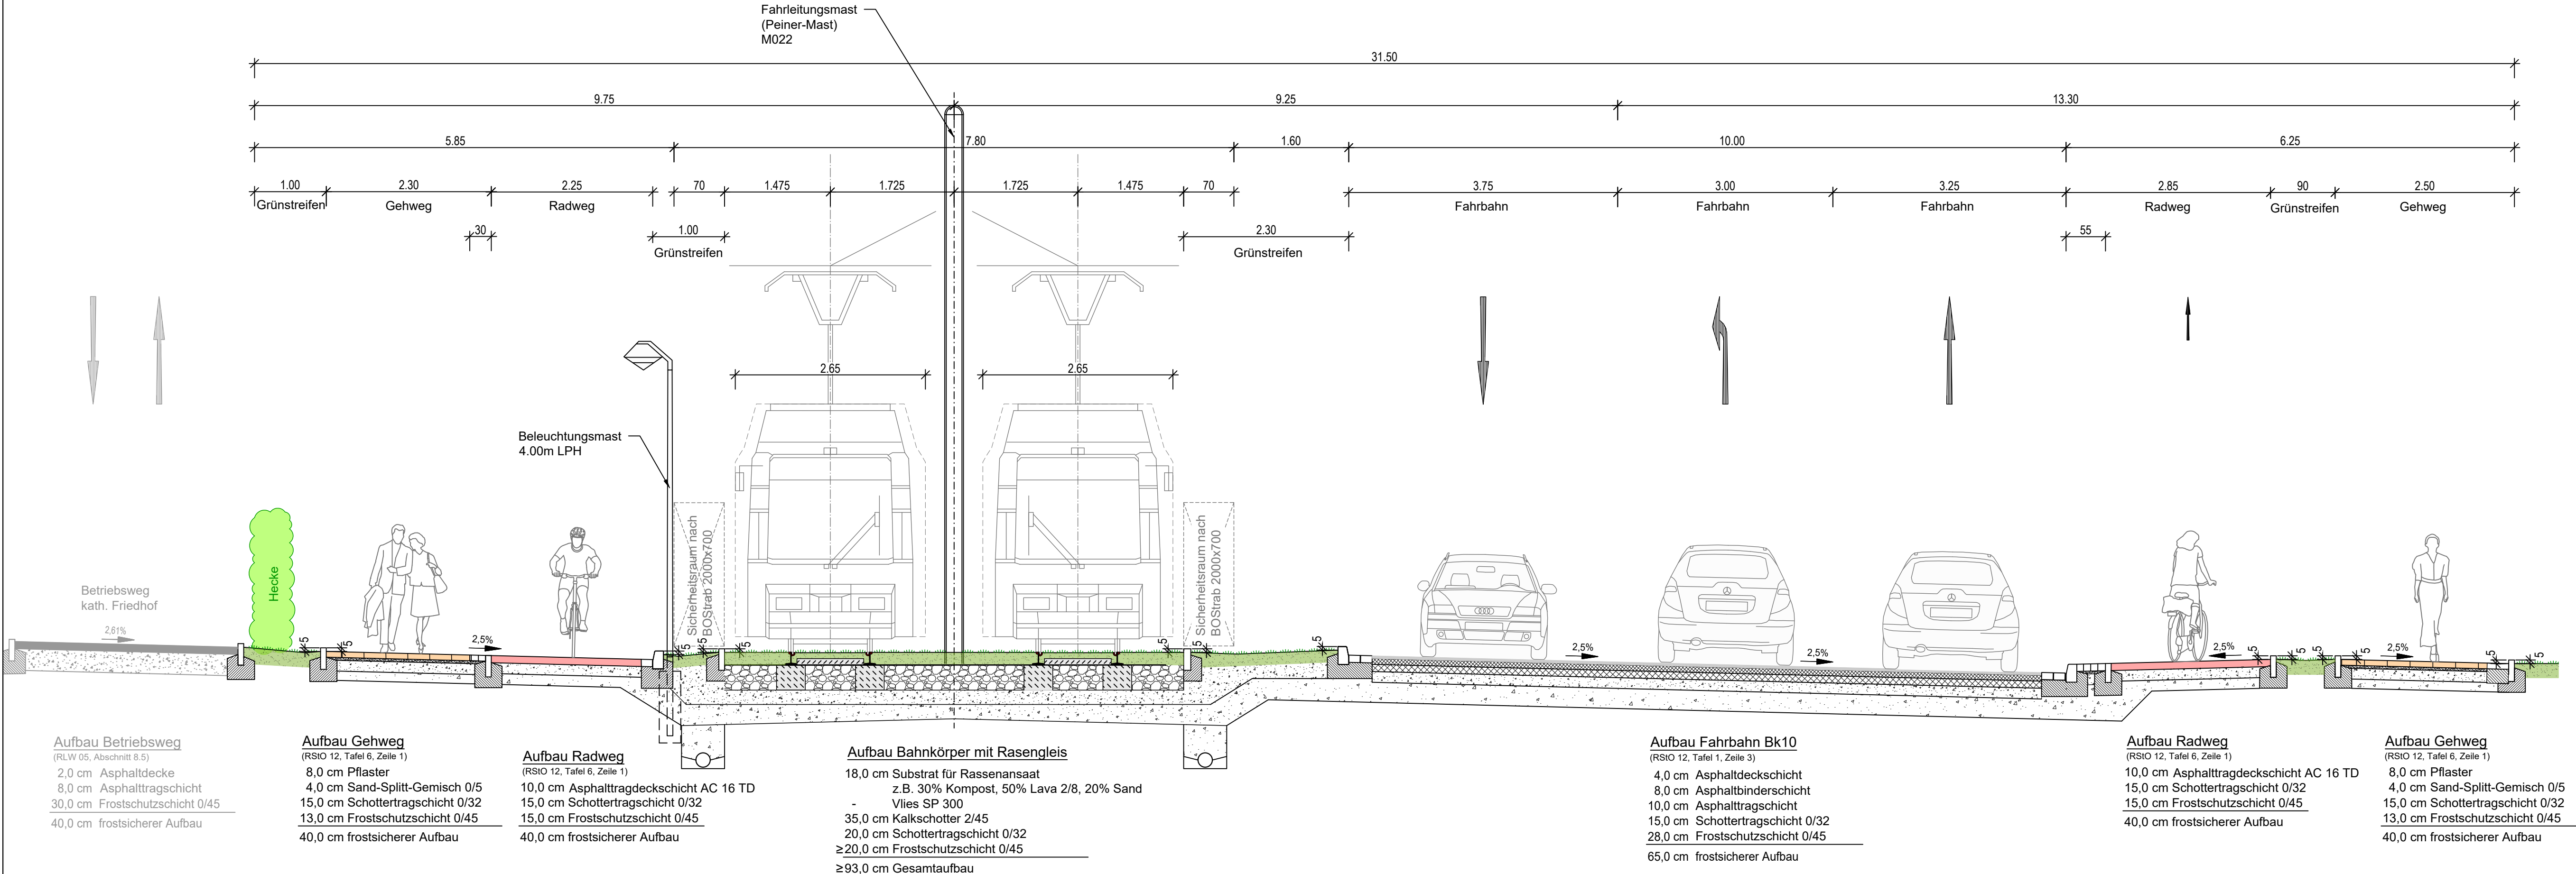 Fahrleitungsmast
(Peiner-Mast)
M022
31.50
9.75 9.25 13.30
5.85 7.80 1.60 10.00 6.25
1.00 2.30 2.25 70 1.475 1.725 1.725 1.475 70 3.75 3.00 3.25 2.85 90 2.50
Grünstreifen Gehweg Radweg Fahrbahn Fahrbahn Fahrbahn Radweg Grünstreifen Gehweg
30 1.00 2.30 55
Grünstreifen Grünstreifen
2.65 2.65
Beleuchtungsmast
4.00m LPH
Sicherheitsraum nach
BOStrab 2000x700
Sicherheitsraum nach
BOStrab 2000x700
Hecke
Betriebsweg
kath. Friedhof
2,61%
5 5 2,5% 5 5 5 5 5 2,5% 2,5% 2,5% 5 5 5 5 2,5% 5 5
Aufbau Betriebsweg
(RLW 05, Abschnitt 8.5)
2,0 cm Asphaltdecke
8,0 cm Asphalttragschicht
30,0 cm Frostschutzschicht 0/45
40,0 cm frostsicherer Aufbau
Aufbau Gehweg
(RStO 12, Tafel 6, Zeile 1)
8,0 cm Pflaster
4,0 cm Sand-Splitt-Gemisch 0/5
15,0 cm Schottertragschicht 0/32
13,0 cm Frostschutzschicht 0/45
40,0 cm frostsicherer Aufbau
Aufbau Radweg
(RStO 12, Tafel 6, Zeile 1)
10,0 cm Asphalttragdeckschicht AC 16 TD
15,0 cm Schottertragschicht 0/32
15,0 cm Frostschutzschicht 0/45
40,0 cm frostsicherer Aufbau
Aufbau Bahnkörper mit Rasengleis
18,0 cm Substrat für Rassenansaat
z.B. 30% Kompost, 50% Lava 2/8, 20% Sand
- Vlies SP 300
35,0 cm Kalkschotter 2/45
20,0 cm Schottertragschicht 0/32
≥20,0 cm Frostschutzschicht 0/45
≥93,0 cm Gesamtaufbau
Aufbau Fahrbahn Bk10
(RStO 12, Tafel 1, Zeile 3)
4,0 cm Asphaltdeckschicht
8,0 cm Asphaltbinderschicht
10,0 cm Asphalttragschicht
15,0 cm Schottertragschicht 0/32
28,0 cm Frostschutzschicht 0/45
65,0 cm frostsicherer Aufbau
Aufbau Radweg
(RStO 12, Tafel 6, Zeile 1)
10,0 cm Asphalttragdeckschicht AC 16 TD
15,0 cm Schottertragschicht 0/32
15,0 cm Frostschutzschicht 0/45
40,0 cm frostsicherer Aufbau
Aufbau Gehweg
(RStO 12, Tafel 6, Zeile 1)
8,0 cm Pflaster
4,0 cm Sand-Splitt-Gemisch 0/5
15,0 cm Schottertragschicht 0/32
13,0 cm Frostschutzschicht 0/45
40,0 cm frostsicherer Aufbau